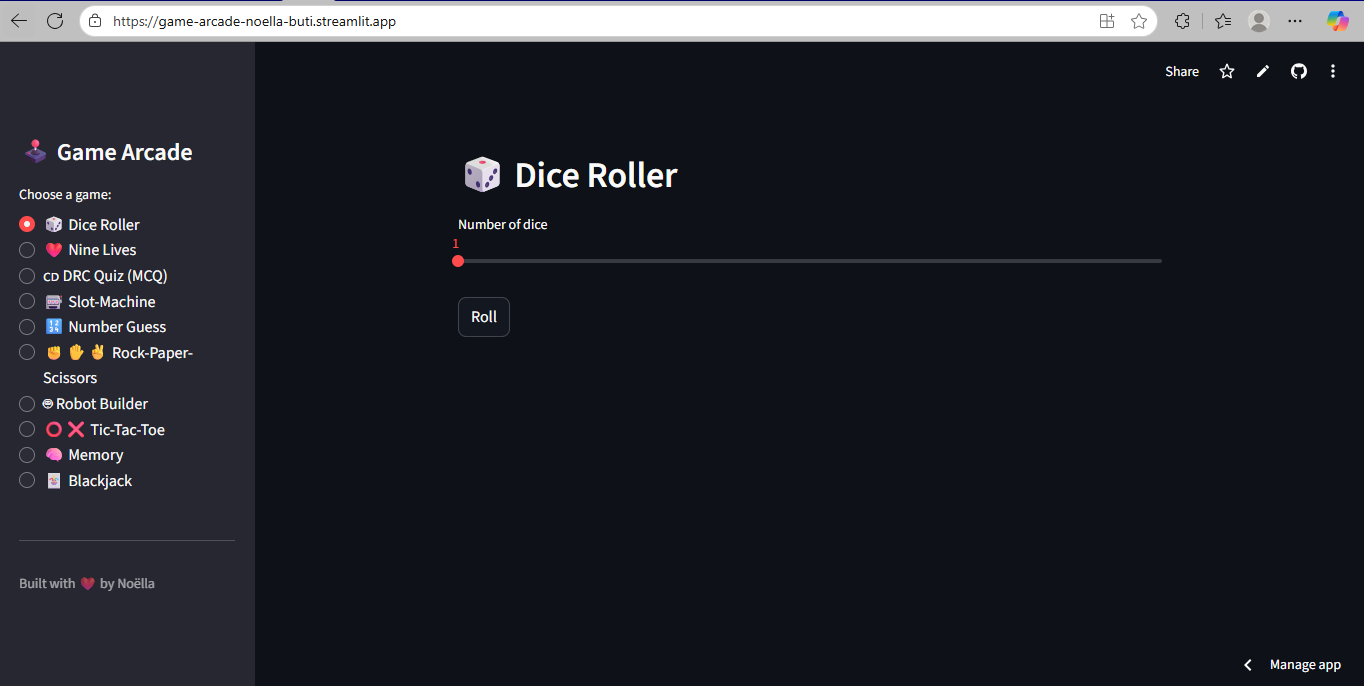 https://game-arcade-noella-buti.streamlit.app
Share
Game Arcade
Choose a game:
Dice Roller
Nine Lives
CD DRC Quiz (MCQ)
Slot-Machine
Number Guess
Rock-Paper-
Scissors
Robot Builder
Tic-Tac-Toe
Memory
Blackjack
Built with ❤️ by Noëlla
Dice Roller
Number of dice
1
Roll
Manage app